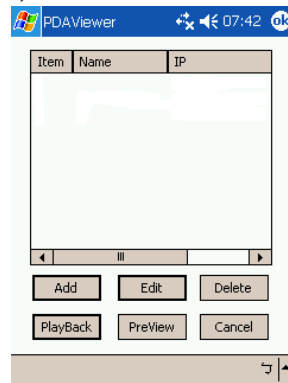 PDAViewer 07:42 ok
Item Name IP
Add Edit Delete
PlayBack PreView Cancel